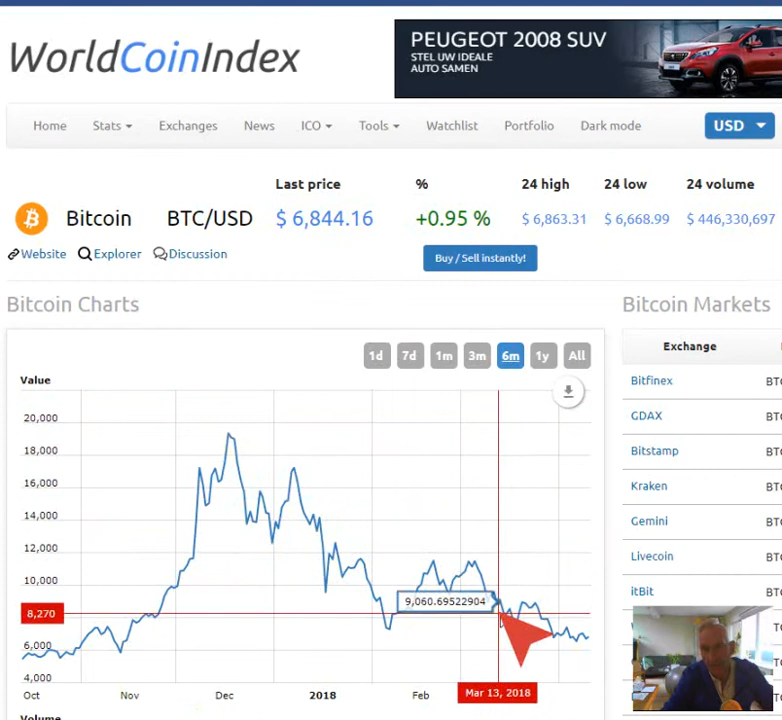 WorldCoinIndex
PEUGEOT 2008 SUV
STEL UW IDEALE
AUTO SAMEN
Home Stats Exchanges News ICO Tools Watchlist Portfolio Dark mode USD
Last price % 24 high 24 low 24 volume
Bitcoin BTC/USD $ 6,844.16 +0.95 % $ 6,863.31 $ 6,668.99 $ 446,330,697
Website Explorer Discussion Buy / Sell instantly!
Bitcoin Charts Bitcoin Markets
1d 7d 1m 3m 6m 1y All
Exchange
Value
Bitfinex
20,000
GDAX
18,000
Bitstamp
16,000
Kraken
14,000
Gemini
12,000
Livecoin
10,000
itBit
9,060.69522904
8,270
6,000
4,000
Oct Nov Dec 2018 Feb Mar 13, 2018